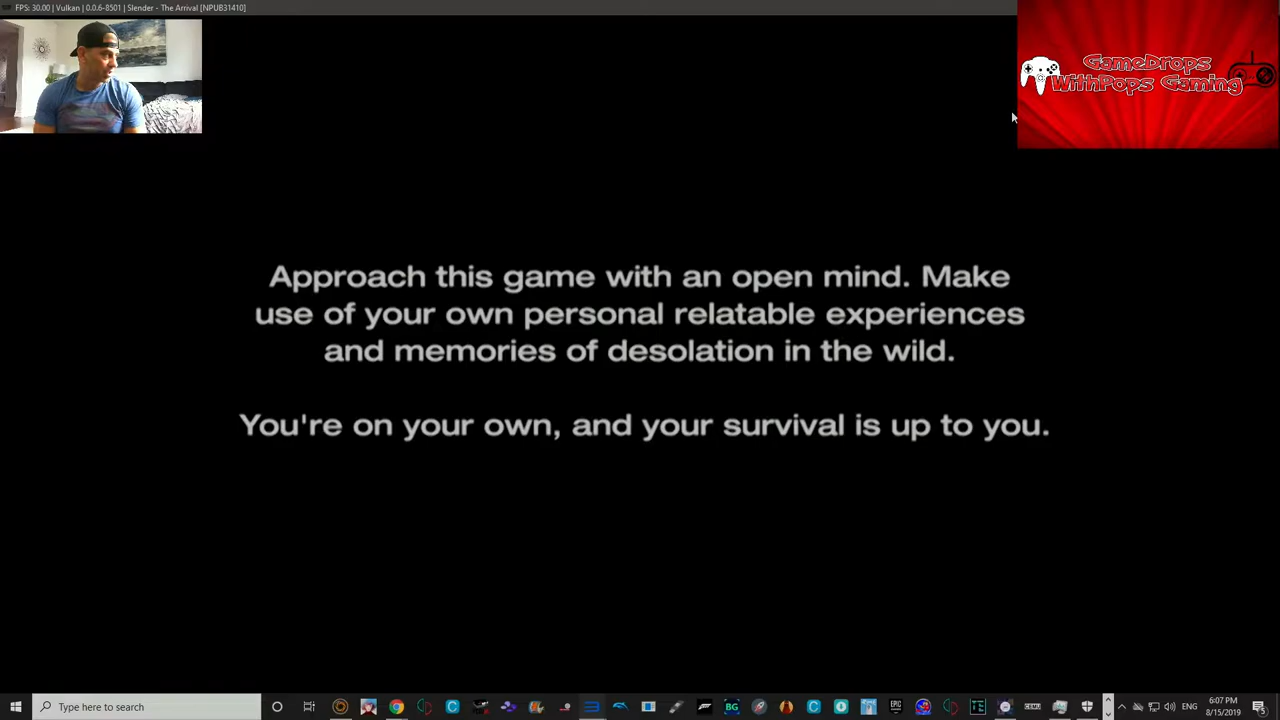 FPS: 30.00 | Vulkan | 0.0.6-8501 | Slender - The Arrival [NPUB31410]
GameDrops
WithPops Gaming
Approach this game with an open mind. Make
use of your own personal relatable experiences
and memories of desolation in the wild.
You're on your own, and your survival is up to you.
Type here to search
BG
EPIC
ENG
6:07 PM
8/15/2019